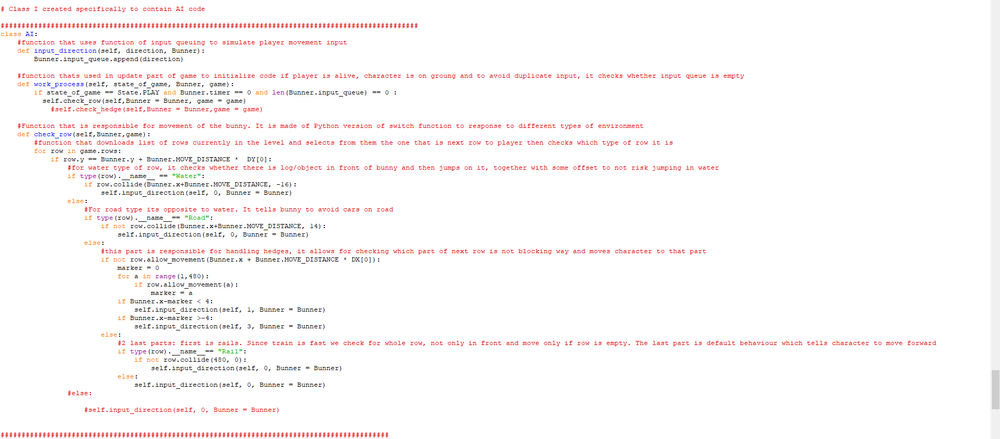 # Class I created specifically to contain AI code
####################################################################################################
class AI:
    #function that uses function of input queuing to simulate player movement input
    def input_direction(self, direction, Bunner):
        Bunner.input_queue.append(direction)
    #function thats used in update part of game to initialize code if player is alive, character is on groung and to avoid duplicate input, it checks whether input queue is empty
    def work_process(self, state_of_game, Bunner, game):
        if state_of_game == State.PLAY and Bunner.timer == 0 and len(Bunner.input_queue) == 0 :
          self.check_row(self,Bunner = Bunner, game = game)
            #self.check_hedge(self,Bunner = Bunner,game = game)
    #Function that is responsible for movement of the bunny. It is made of Python version of switch function to response to different types of environment
    def check_row(self,Bunner,game):
        #function that downloads list of rows currently in the level and selects from them the one that is next row to player then checks which type of row it is
        for row in game.rows:
            if row.y == Bunner.y + Bunner.MOVE_DISTANCE *  DY[0]:
                #for water type of row, it checks whether there is log/object in front of bunny and then jumps on it, together with some offset to not risk jumping in water
                if type(row).__name__ == "Water":
                    if row.collide(Bunner.x+Bunner.MOVE_DISTANCE, -16):
                        self.input_direction(self, 0, Bunner = Bunner)
                else:
                    #For road type its opposite to water. It tells bunny to avoid cars on road
                    if type(row).__name__== "Road":
                        if not row.collide(Bunner.x+Bunner.MOVE_DISTANCE, 14):
                            self.input_direction(self, 0, Bunner = Bunner)
                    else:
                        #this part is responsible for handling hedges, it allows for checking which part of next row is not blocking way and moves character to that part
                        if not row.allow_movement(Bunner.x + Bunner.MOVE_DISTANCE * DX[0]):
                            marker = 0
                            for a in range(1,480):
                                if row.allow_movement(a):
                                    marker = a
                            if Bunner.x-marker < 4:
                                self.input_direction(self, 1, Bunner = Bunner)
                            if Bunner.x-marker >-4:
                                self.input_direction(self, 3, Bunner = Bunner)
                        else:
                            #2 last parts: first is rails. Since train is fast we check for whole row, not only in front and move only if row is empty. The last part is default behaviour which tells character to move forward
                            if type(row).__name__== "Rail":
                                if not row.collide(480, 0):
                                    self.input_direction(self, 0, Bunner = Bunner)
                            else:
                                self.input_direction(self, 0, Bunner = Bunner)
                #else:
                    #self.input_direction(self, 0, Bunner = Bunner)
#############################################################################################